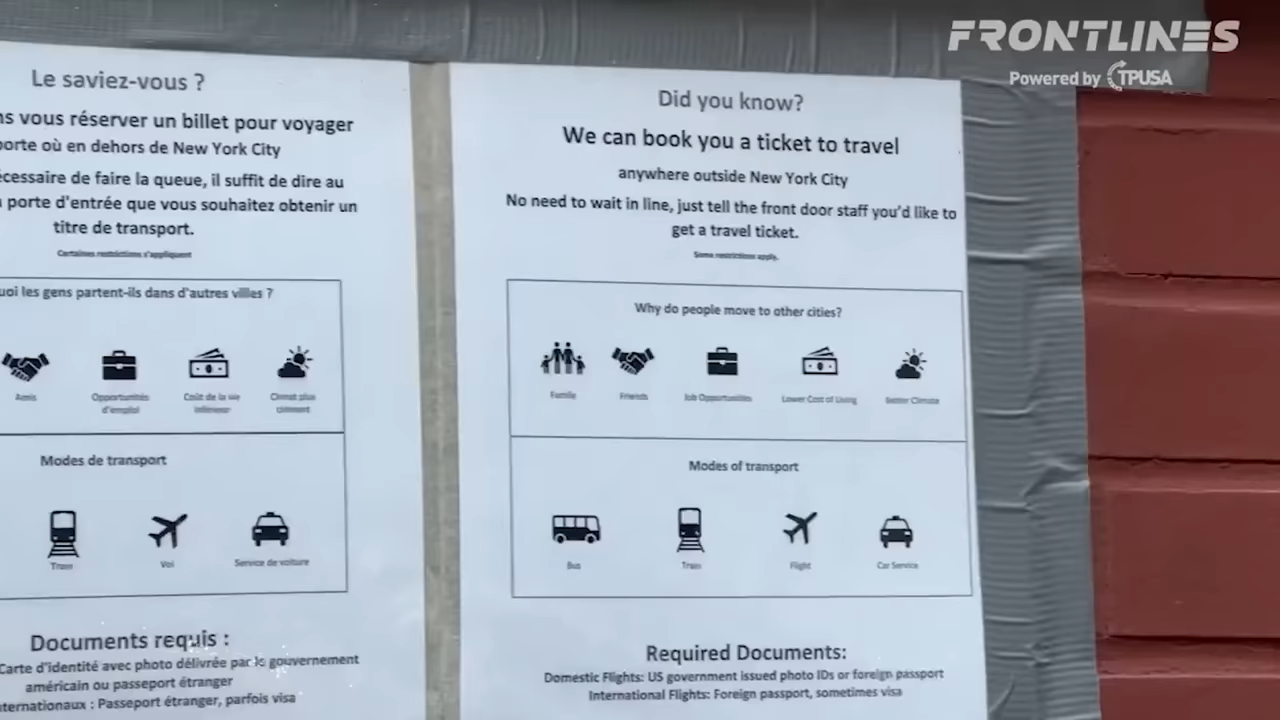 FRONTLINES
Powered by TPUSA
Le saviez-vous ?
vous réserver un billet pour voyager
où en dehors de New York City
de faire la queue, il suffit de dire au
porte d'entrée que vous souhaitez obtenir un
titre de transport.
Certaines restrictions s'appliquent
les gens partent-ils dans d'autres villes ?
Amis
Opportunités
d'emploi
Coût de la vie
inférieur
Climat plus
clément
Modes de transport
Train
Vol
Service de voiture
Documents requis :
Carte d'identité avec photo délivrée par le gouvernement
américain ou passeport étranger
: Passeport étranger, parfois visa
Did you know?
We can book you a ticket to travel
anywhere outside New York City
No need to wait in line, just tell the front door staff you'd like to
get a travel ticket.
Some restrictions apply.
Why do people move to other cities?
Family
Friends
Job Opportunities
Lower Cost of Living
Better Climate
Modes of transport
Bus
Train
Flight
Car Service
Required Documents:
Domestic Flights: US government issued photo IDs or foreign passport
International Flights: Foreign passport, sometimes visa